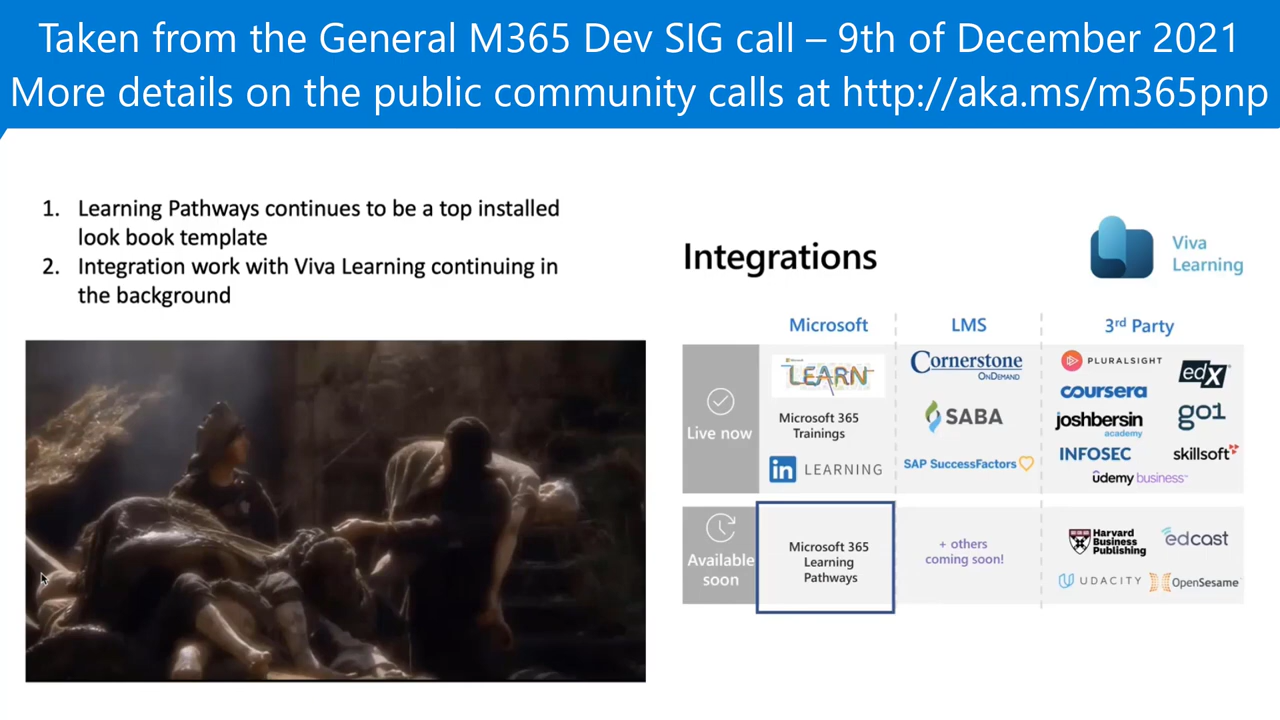 Taken from the General M365 Dev SIG call – 9th of December 2021
More details on the public community calls at http://aka.ms/m365pnp
1. Learning Pathways continues to be a top installed
look book template
2. Integration work with Viva Learning continuing in
the background
Integrations
Viva
Learning
Microsoft
LMS
3rd Party
Live now
Microsoft
LEARN
Microsoft 365
Trainings
in LEARNING
Cornerstone
OnDemand
SABA
SAP SuccessFactors
PLURALSIGHT
edX
coursera
go1
joshbersin
academy
INFOSEC
skillsoft
ûdemy business
Available
soon
Microsoft 365
Learning
Pathways
+ others
coming soon!
Harvard
Business
Publishing
edcast
UDACITY
OpenSesame